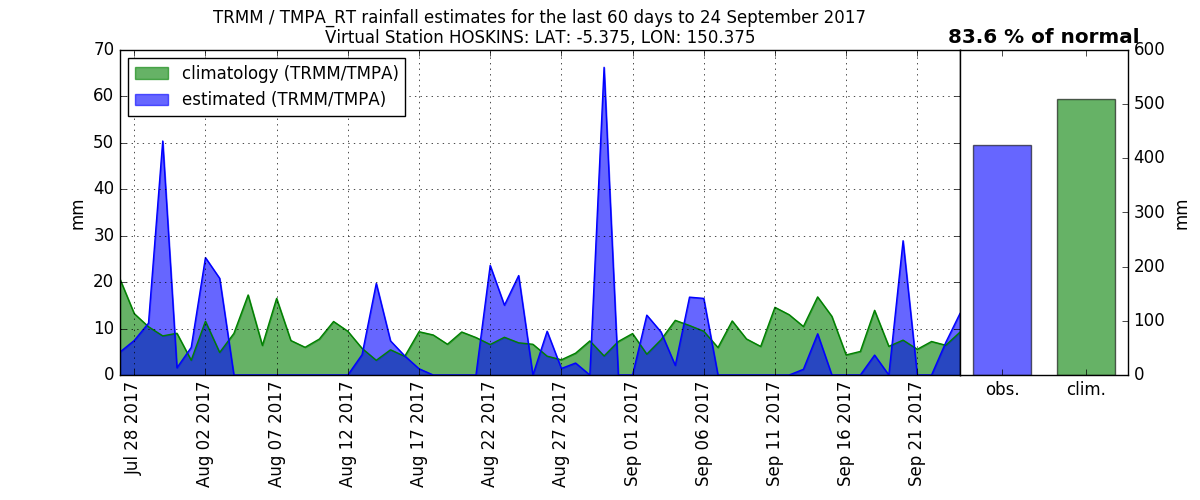 TRMM / TMPA_RT rainfall estimates for the last 60 days to 24 September 2017
Virtual Station HOSKINS: LAT: -5.375, LON: 150.375
83.6 % of normal
climatology (TRMM/TMPA)
estimated (TRMM/TMPA)
70
60
50
40
30
20
10
0
mm
600
500
400
300
200
100
0
mm
Jul 28 2017
Aug 02 2017
Aug 07 2017
Aug 12 2017
Aug 17 2017
Aug 22 2017
Aug 27 2017
Sep 01 2017
Sep 06 2017
Sep 11 2017
Sep 16 2017
Sep 21 2017
obs.
clim.